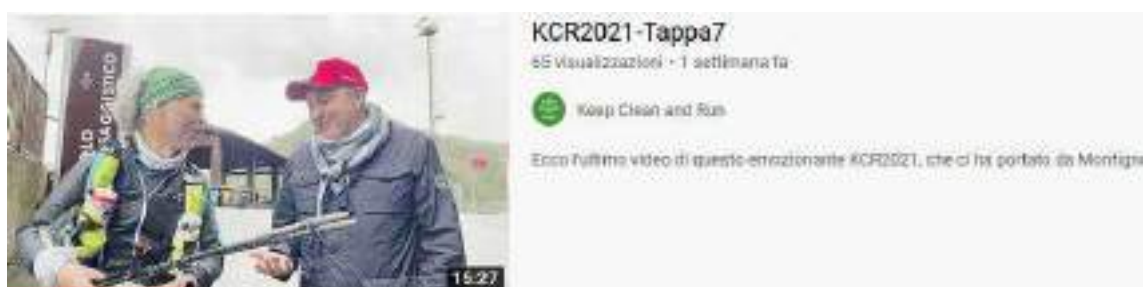 KCR2021-Tappa7
65 visualizzazioni • 1 settimana fa
Keep Clean and Run
Ecco l'ultimo video di questo emozionante KCR2021, che ci ha portato da Montigna
15:27